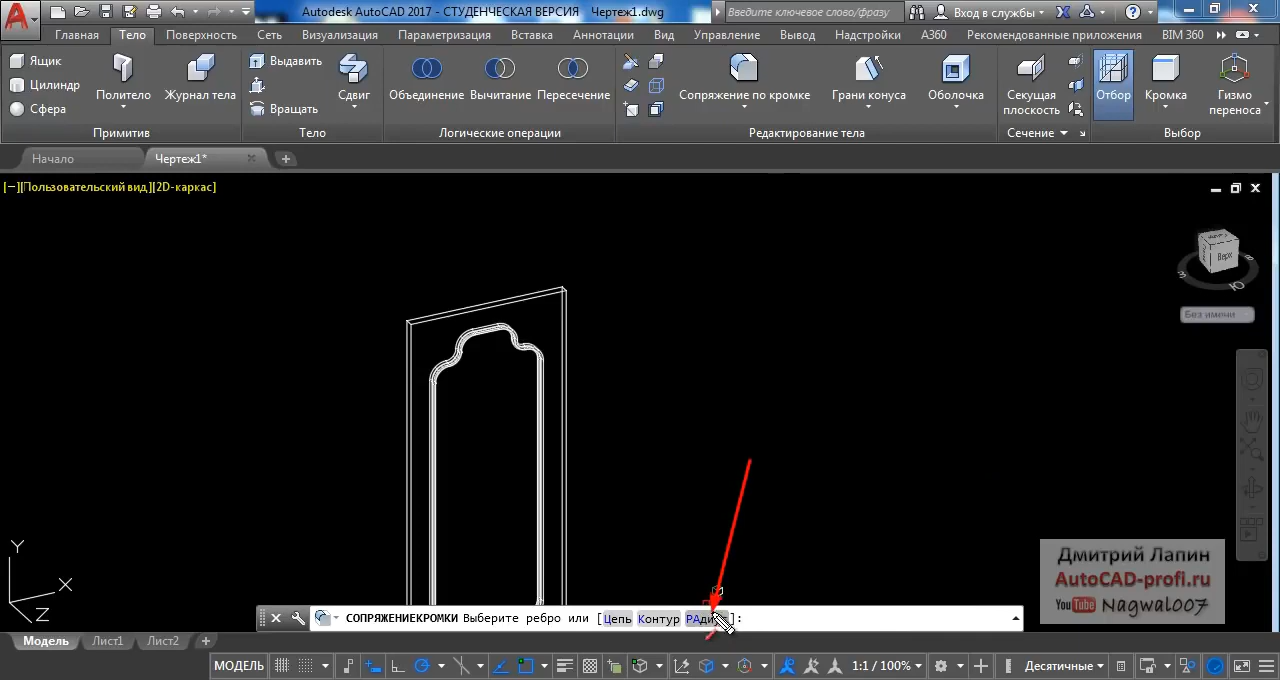 Autodesk AutoCAD 2017 - СТУДЕНЧЕСКАЯ ВЕРСИЯ Чертеж1.dwg
Введите ключевое слово/фразу
Вход в службы
Главная Тело Поверхность Сеть Визуализация Параметризация Вставка Аннотации Вид Управление Вывод Надстройки A360 Рекомендованные приложения BIM 360
Ящик
Цилиндр
Сфера
Политело
Журнал тела
Примитив
Выдавить
Вращать
Сдвиг
Тело
Объединение Вычитание Пересечение
Логические операции
Сопряжение по кромке
Грани конуса
Оболочка
Редактирование тела
Секущая
плоскость
Сечение
Отбор
Кромка
Гизмо
переноса
Выбор
Начало
Чертеж1*
[−][Пользовательский вид][2D-каркас]
Верх
Ю
Без имени
Y
X
Z
Дмитрий Лапин
AutoCAD-profi.ru
YouTube Nagwal007
СОПРЯЖЕНИЕКРОМКИ Выберите ребро или [Цепь Контур
]:
Модель Лист1 Лист2
МОДЕЛЬ
1:1 / 100%
Десятичные